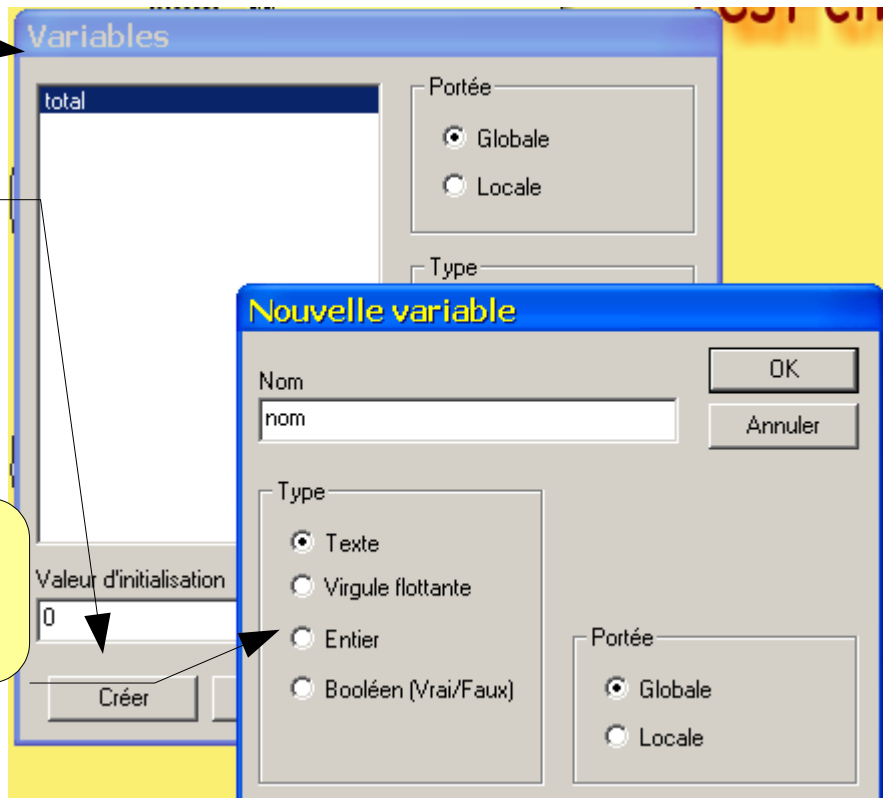 Variables
total
Portée
Globale
Locale
Type
Valeur d'initialisation
0
Créer
Nouvelle variable
Nom
nom
OK
Annuler
Type
Texte
Virgule flottante
Entier
Booléen (Vrai/Faux)
Portée
Globale
Locale